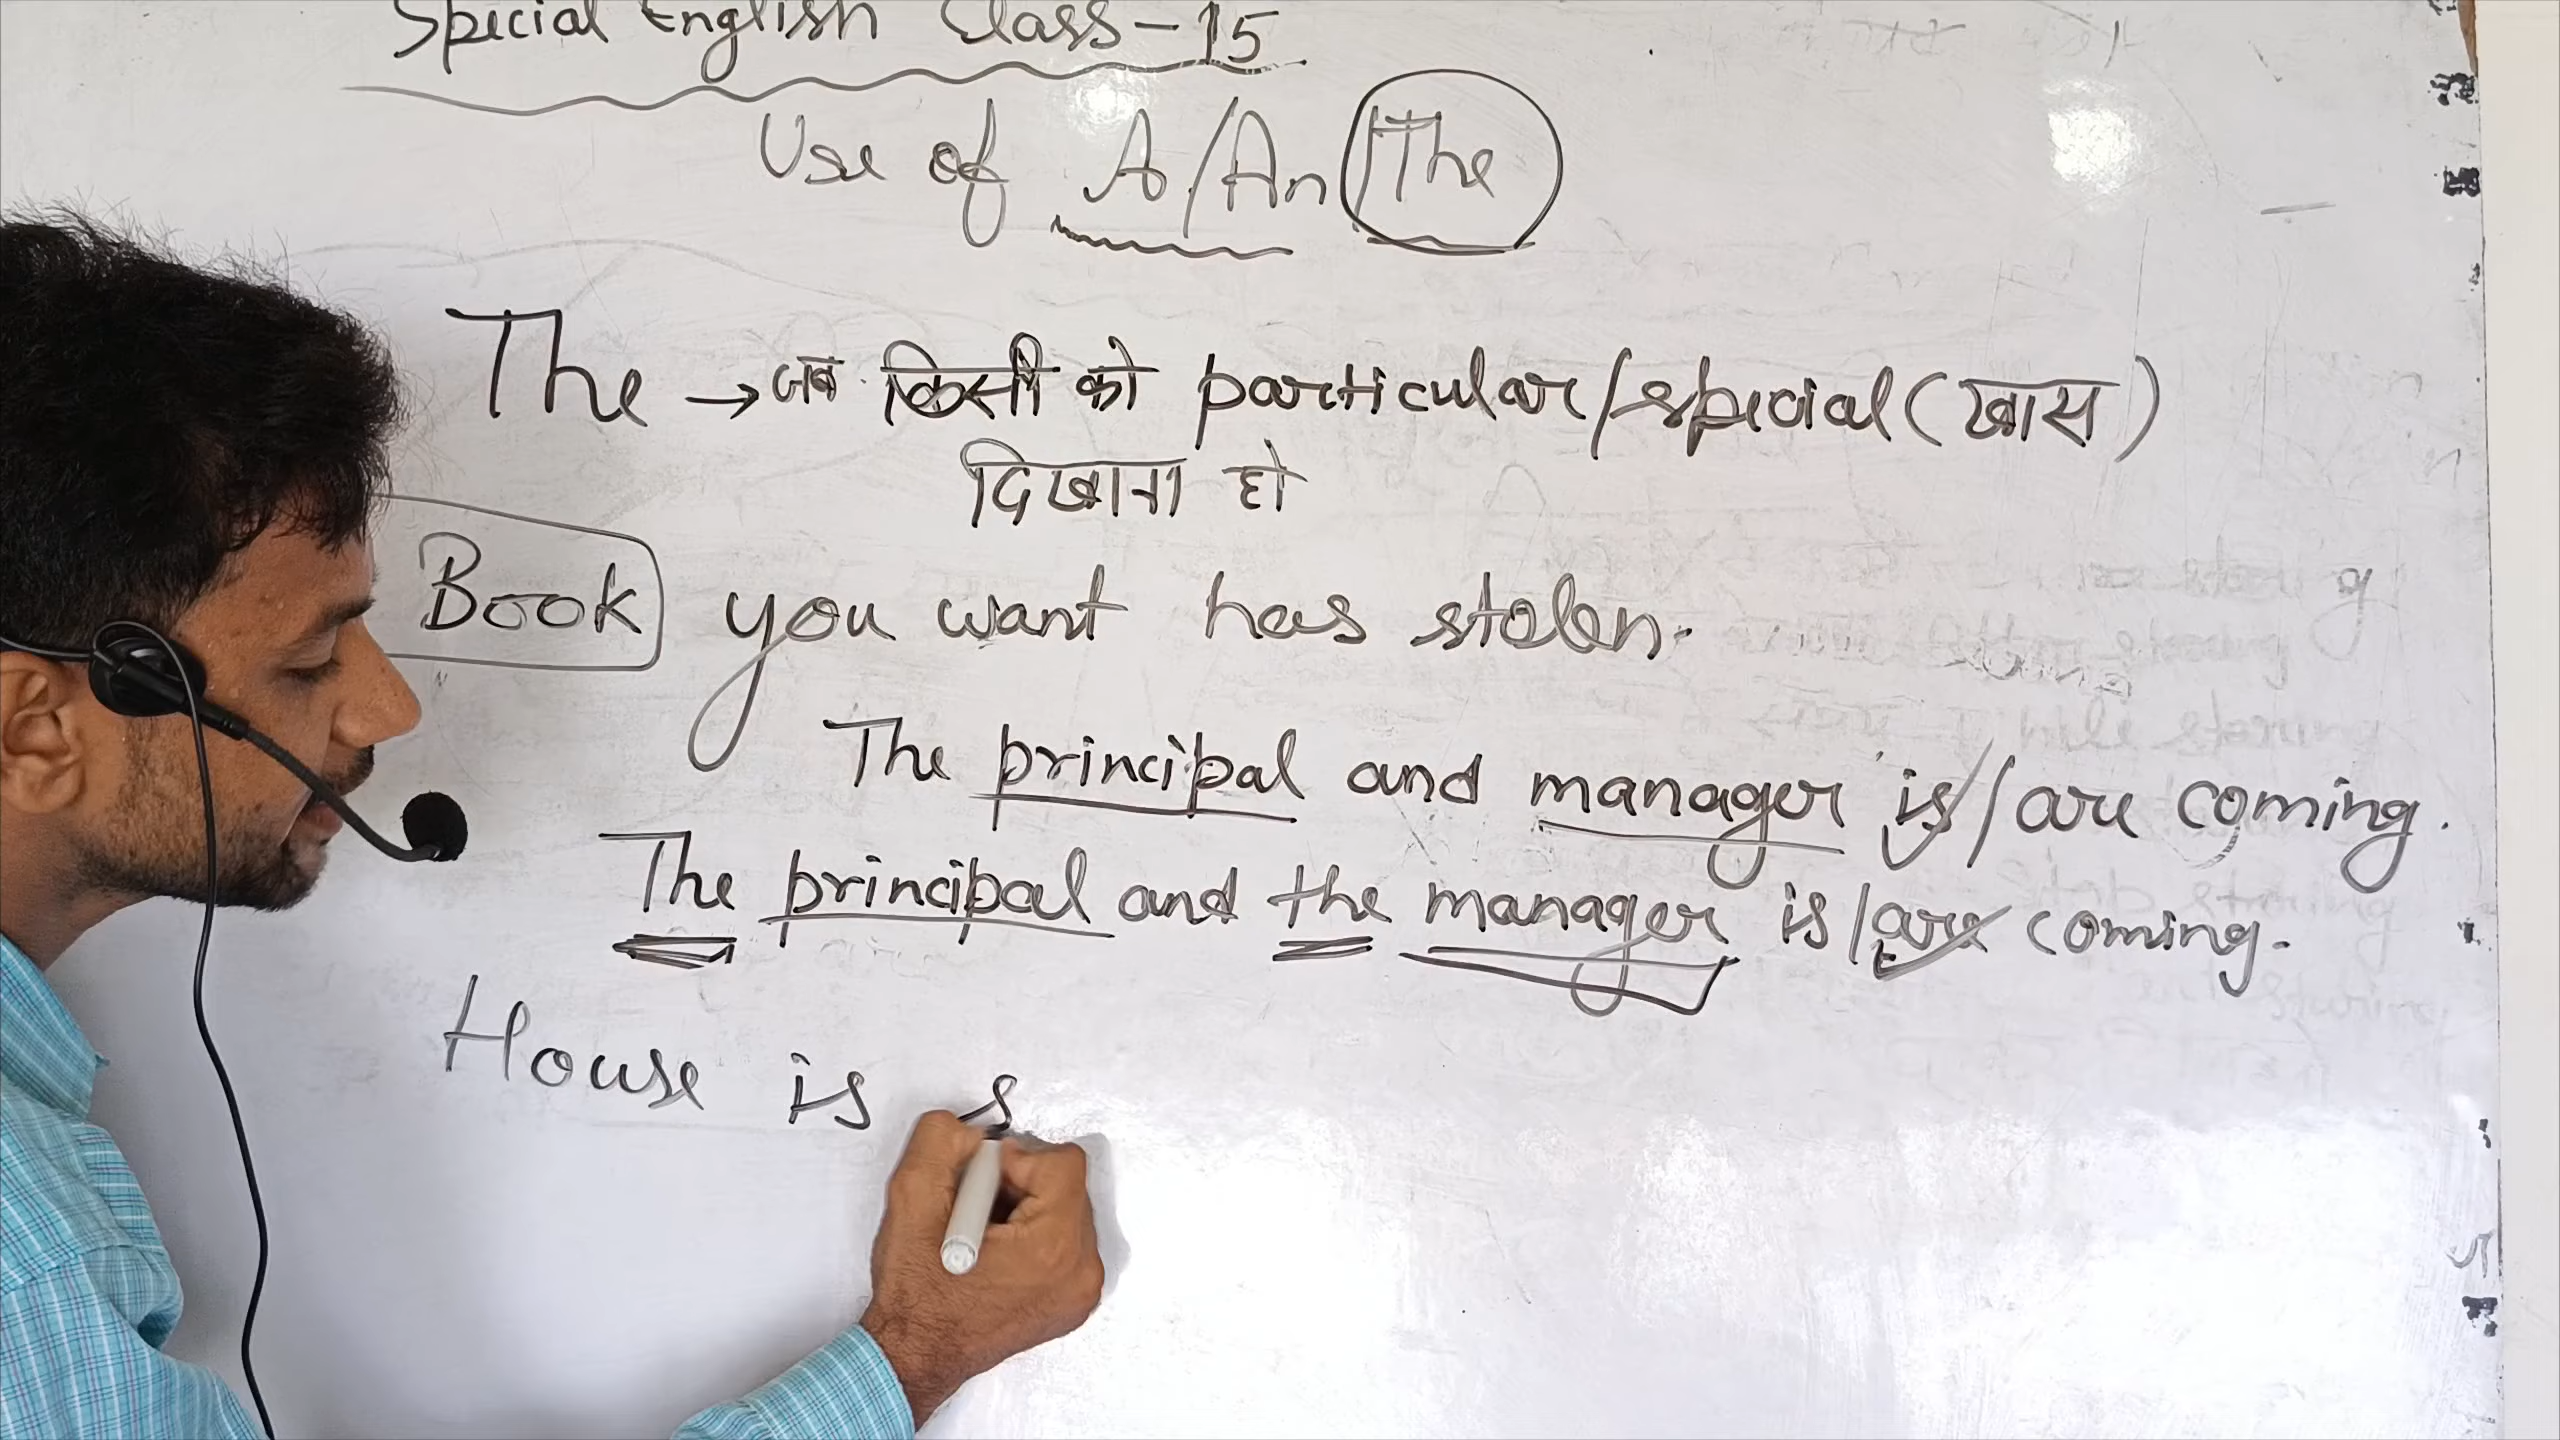 Special English Class-15
Use of A/An/The
The → जब किसी को particular/special (खास)
दिखाना हो
Book you want has stolen.
The principal and manager is/are coming.
The principal and the manager is/are coming.
House is s